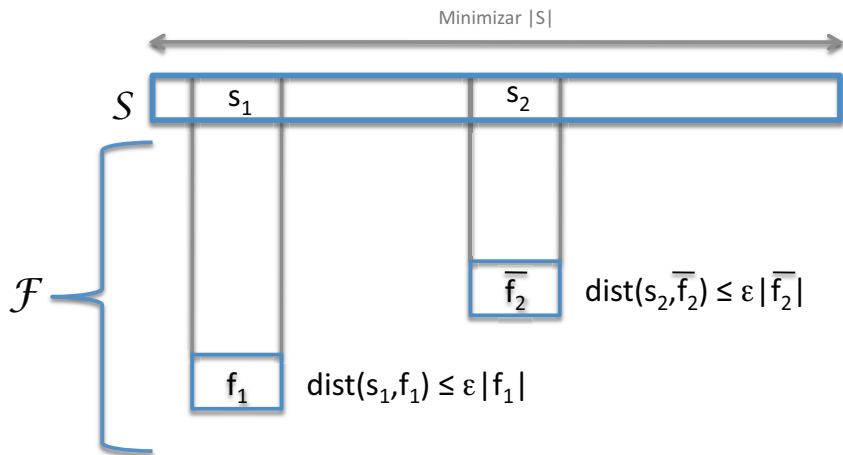 Minimizar |S|
S s₁ s₂
F
f̅₂ dist(s₂,f̅₂) ≤ ε|f̅₂|
f₁ dist(s₁,f₁) ≤ ε|f₁|